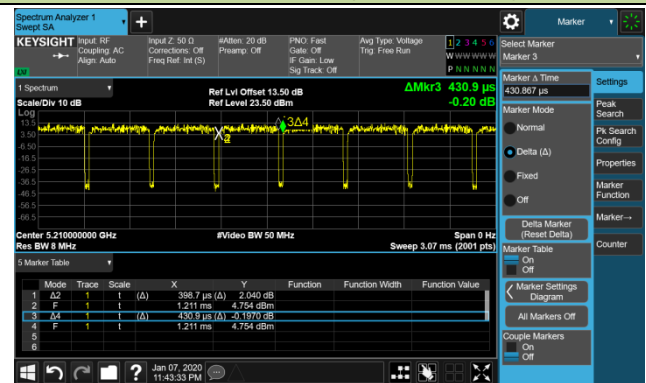 Spectrum Analyzer 1
Swept SA
Marker
KEYSIGHT
Input: RF
Coupling: AC
Align: Auto
Input Z: 50 Ω
Corrections: Off
Freq Ref: Int (S)
#Atten: 20 dB
Preamp: Off
PNO: Fast
Gate: Off
IF Gain: Low
Sig Track: Off
Avg Type: Voltage
Trig: Free Run
1 2 3 4 5 6
W W W W W W
P N N N N N
Select Marker
Marker 3
1 Spectrum
Scale/Div 10 dB
Log
Ref Lvl Offset 13.50 dB
Ref Level 23.50 dBm
ΔMkr3 430.9 µs
-0.20 dB
13.5
3.50
-6.50
-16.5
-26.5
-36.5
-46.5
-56.5
-66.5
3Δ4
Center 5.210000000 GHz
Res BW 8 MHz
#Video BW 50 MHz
Span 0 Hz
Sweep 3.07 ms (2001 pts)
5 Marker Table
Mode Trace Scale X Y Function Function Width Function Value
1 Δ2 1 t (Δ) 398.7 µs (Δ) 2.040 dB
2 F 1 t 1.211 ms 4.754 dBm
3 Δ4 1 t (Δ) 430.9 µs (Δ) -0.1970 dB
4 F 1 t 1.211 ms 4.754 dBm
5
6
Marker Δ Time
430.867 µs
Marker Mode
Normal
Delta (Δ)
Fixed
Off
Delta Marker
(Reset Delta)
Marker Table
On
Off
Marker Settings
Diagram
All Markers Off
Couple Markers
On
Off
Settings
Peak
Search
Pk Search
Config
Properties
Marker
Function
Marker→
Counter
?
Jan 07, 2020
11:43:33 PM